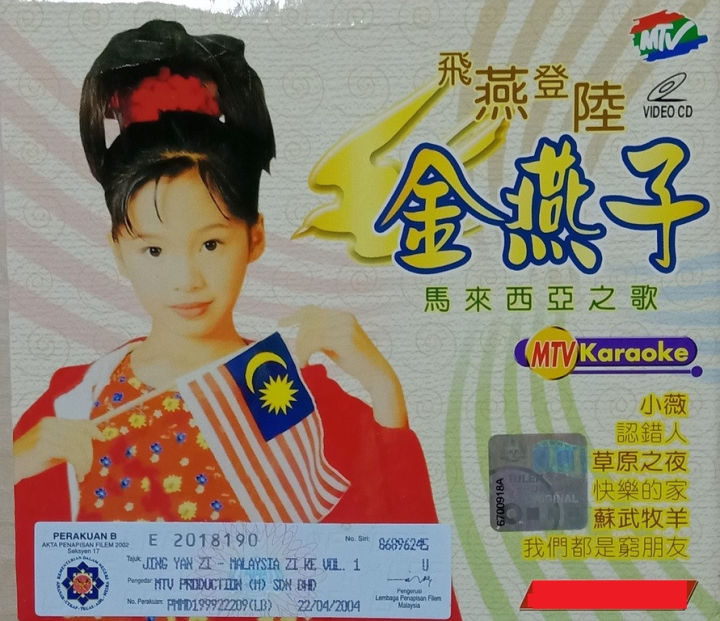 MTV
飛燕登陸
VIDEO CD
金燕子
馬來西亞之歌
MTV Karaoke
小薇
認錯人
草原之夜
快樂的家
蘇武牧羊
我們都是窮朋友
6700918A
ORIGINAL
PERAKUAN B
AKTA PENAPISAN FILEM 2002
Seksyen 17
E 2018190
No. Siri: 8689624
Tajuk: JING YAN ZI - MALAYSIA ZI KE VOL. 1
U
Pengedar: MTV PRODUCTION (M) SDN BHD
No. Perakuan: PMMD199922209(LB) 22/04/2004
Pengerusi
Lembaga Penapisan Filem
Malaysia